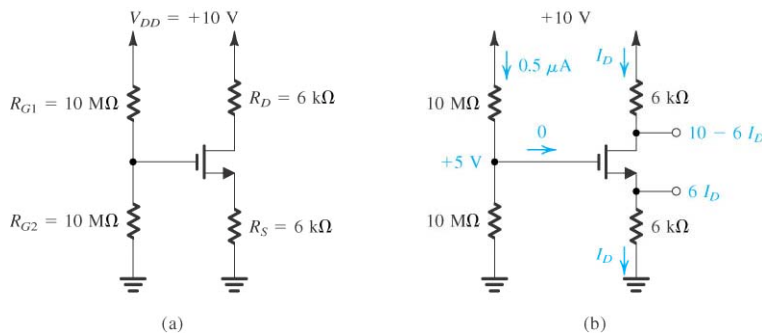 V_DD = +10 V
R_G1 = 10 MΩ
R_D = 6 kΩ
R_G2 = 10 MΩ
R_S = 6 kΩ
(a)
+10 V
I_D
0.5 μA
10 MΩ
6 kΩ
0
10 − 6 I_D
+5 V
6 I_D
10 MΩ
6 kΩ
I_D
(b)